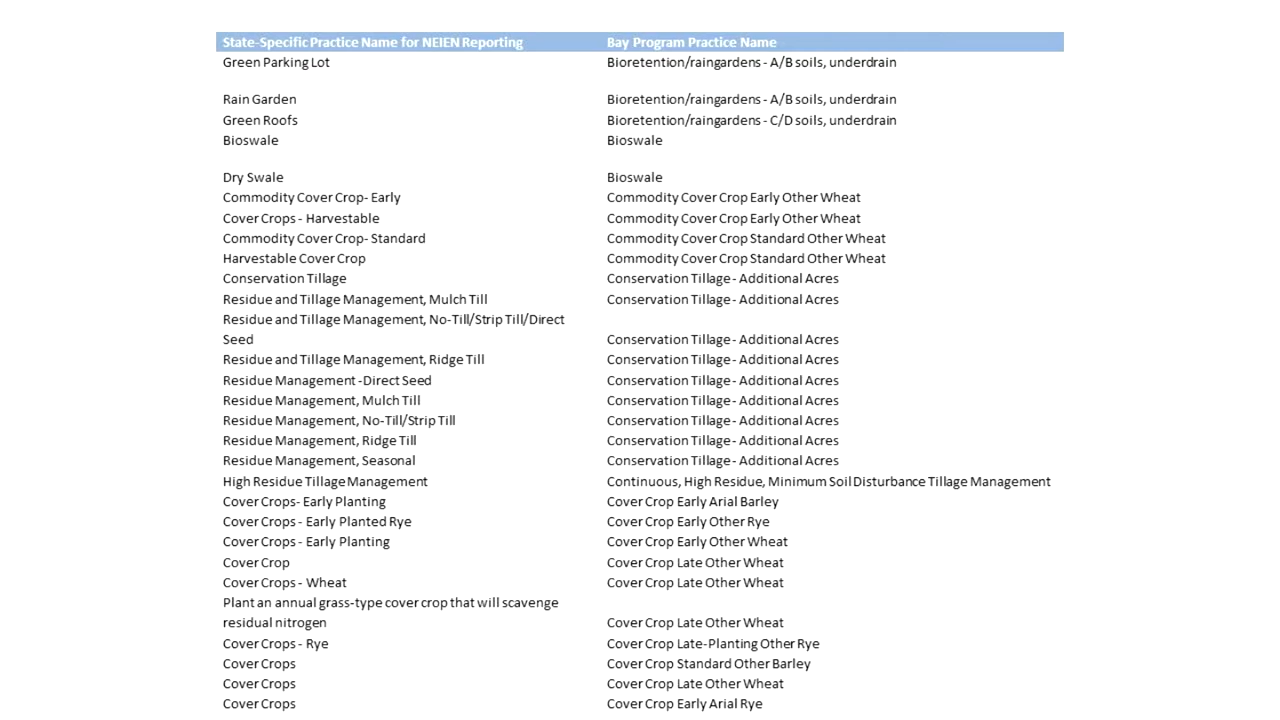 State-Specific Practice Name for NEIEN Reporting Bay Program Practice Name
Green Parking Lot Bioretention/raingardens - A/B soils, underdrain
Rain Garden Bioretention/raingardens - A/B soils, underdrain
Green Roofs Bioretention/raingardens - C/D soils, underdrain
Bioswale Bioswale
Dry Swale Bioswale
Commodity Cover Crop- Early Commodity Cover Crop Early Other Wheat
Cover Crops - Harvestable Commodity Cover Crop Early Other Wheat
Commodity Cover Crop- Standard Commodity Cover Crop Standard Other Wheat
Harvestable Cover Crop Commodity Cover Crop Standard Other Wheat
Conservation Tillage Conservation Tillage - Additional Acres
Residue and Tillage Management, Mulch Till Conservation Tillage - Additional Acres
Residue and Tillage Management, No-Till/Strip Till/Direct
Seed Conservation Tillage - Additional Acres
Residue and Tillage Management, Ridge Till Conservation Tillage - Additional Acres
Residue Management -Direct Seed Conservation Tillage - Additional Acres
Residue Management, Mulch Till Conservation Tillage - Additional Acres
Residue Management, No-Till/Strip Till Conservation Tillage - Additional Acres
Residue Management, Ridge Till Conservation Tillage - Additional Acres
Residue Management, Seasonal Conservation Tillage - Additional Acres
High Residue Tillage Management Continuous, High Residue, Minimum Soil Disturbance Tillage Management
Cover Crops- Early Planting Cover Crop Early Arial Barley
Cover Crops - Early Planted Rye Cover Crop Early Other Rye
Cover Crops - Early Planting Cover Crop Early Other Wheat
Cover Crop Cover Crop Late Other Wheat
Cover Crops - Wheat Cover Crop Late Other Wheat
Plant an annual grass-type cover crop that will scavenge
residual nitrogen Cover Crop Late Other Wheat
Cover Crops - Rye Cover Crop Late-Planting Other Rye
Cover Crops Cover Crop Standard Other Barley
Cover Crops Cover Crop Late Other Wheat
Cover Crops Cover Crop Early Arial Rye